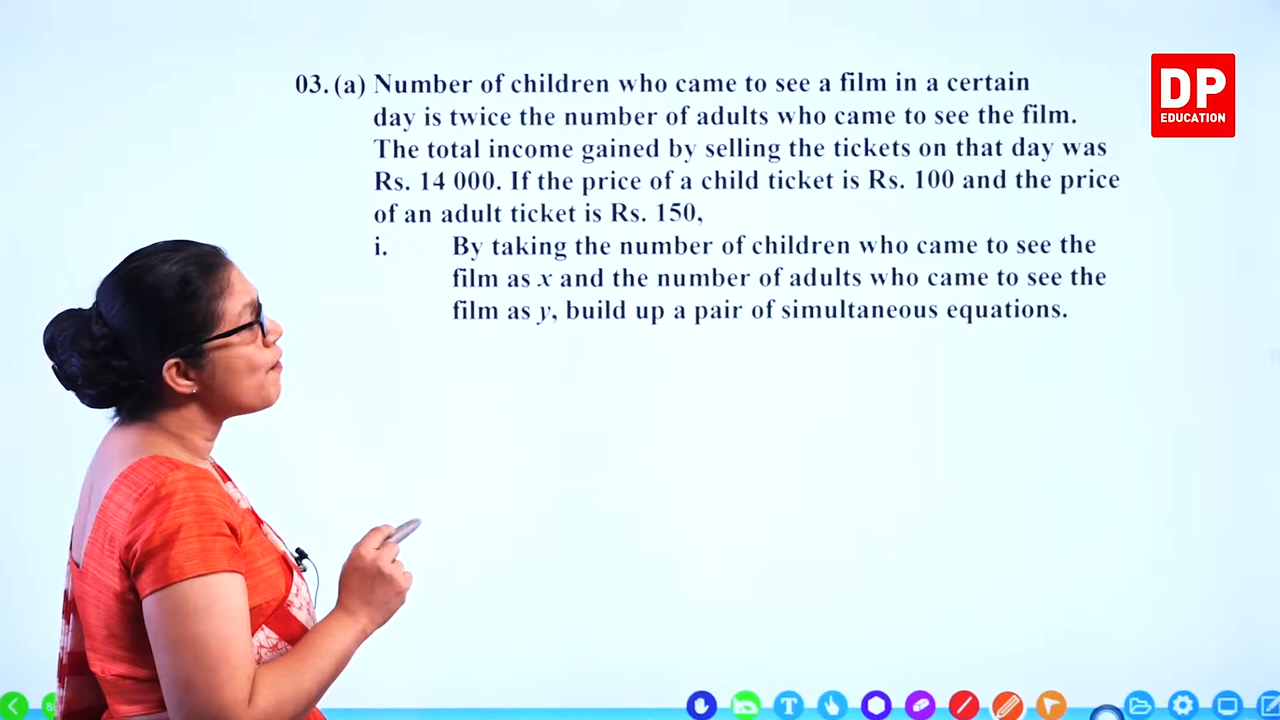 DP
EDUCATION
03. (a) Number of children who came to see a film in a certain
day is twice the number of adults who came to see the film.
The total income gained by selling the tickets on that day was
Rs. 14 000. If the price of a child ticket is Rs. 100 and the price
of an adult ticket is Rs. 150,
i. By taking the number of children who came to see the
film as x and the number of adults who came to see the
film as y, build up a pair of simultaneous equations.